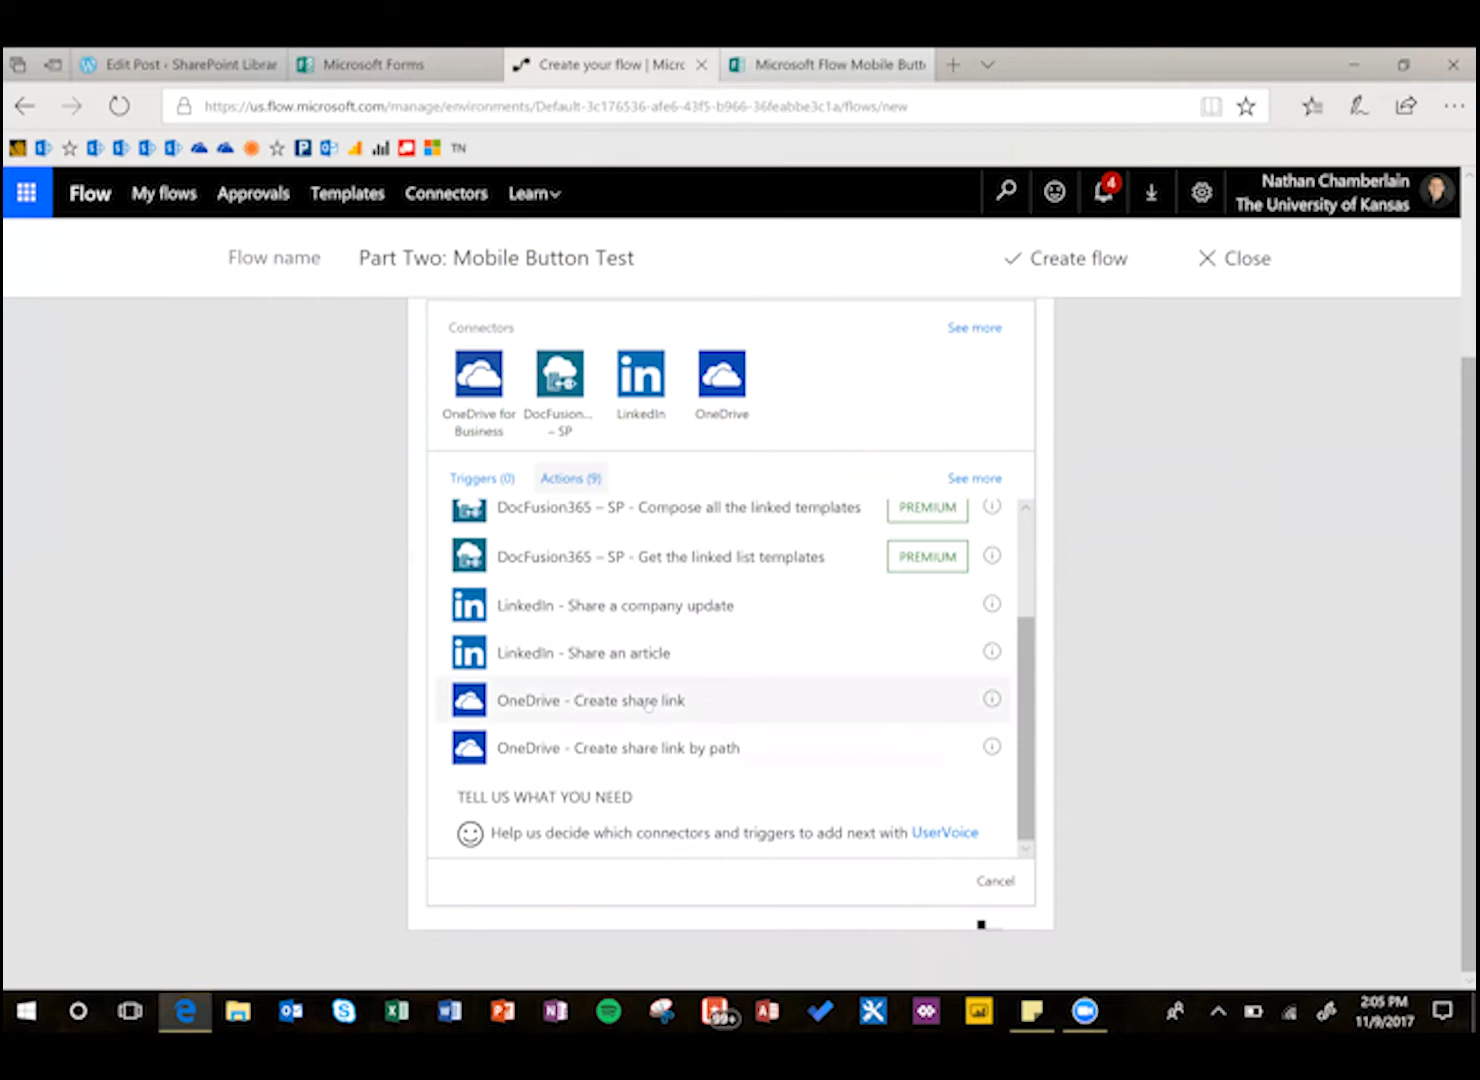 Edit Post ‹ SharePoint Librar
Microsoft Forms
Create your flow | Micro
Microsoft Flow Mobile Butt
https://us.flow.microsoft.com/manage/environments/Default-3c176536-afe6-43f5-b966-36feabbe3c1a/flows/new
TN
Flow My flows Approvals Templates Connectors Learn
4
Nathan Chamberlain
The University of Kansas
Flow name Part Two: Mobile Button Test
Create flow
Close
Connectors
See more
OneDrive for Business
DocFusion... – SP
LinkedIn
OneDrive
Triggers (0) Actions (9)
See more
DocFusion365 – SP - Compose all the linked templates PREMIUM
DocFusion365 – SP - Get the linked list templates PREMIUM
LinkedIn - Share a company update
LinkedIn - Share an article
OneDrive - Create share link
OneDrive - Create share link by path
TELL US WHAT YOU NEED
Help us decide which connectors and triggers to add next with UserVoice
Cancel
99+
2:05 PM
11/9/2017